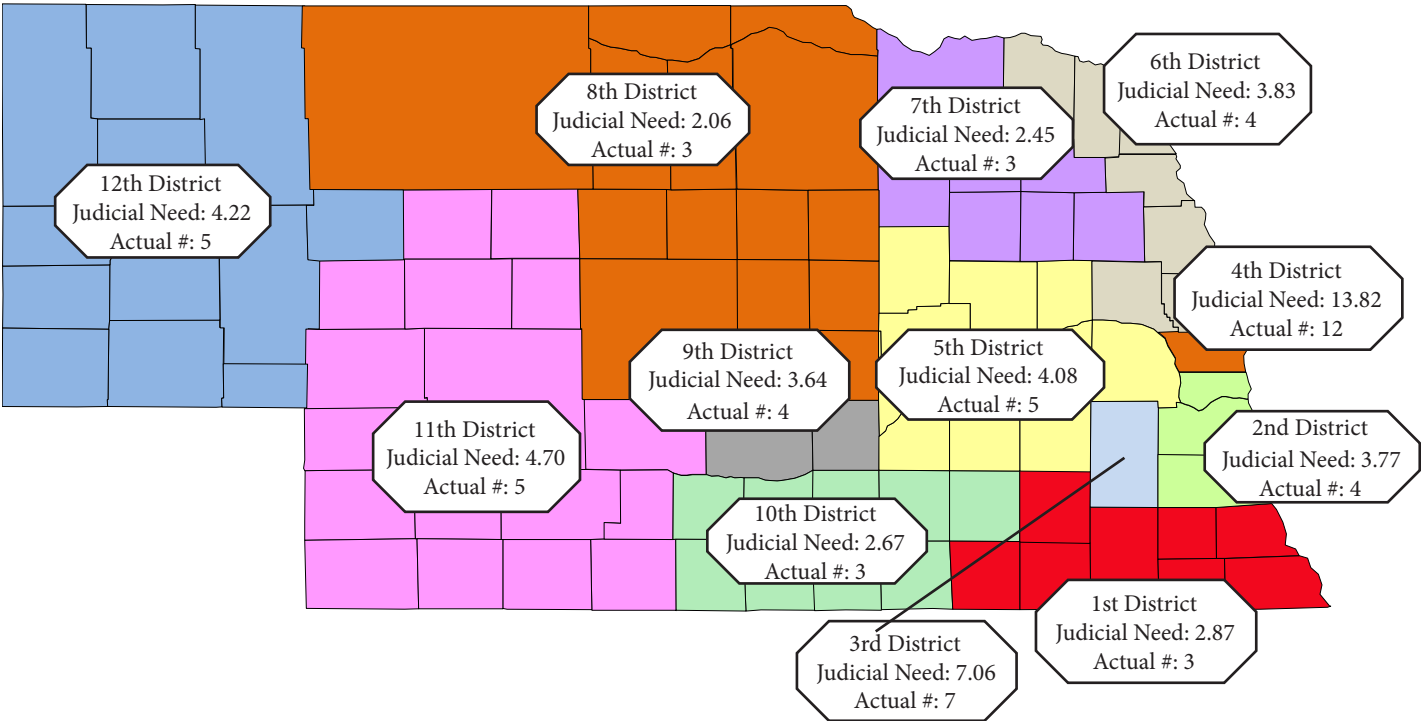 6th District
Judicial Need: 3.83
Actual #: 4
8th District
Judicial Need: 2.06
Actual #: 3
7th District
Judicial Need: 2.45
Actual #: 3
12th District
Judicial Need: 4.22
Actual #: 5
4th District
Judicial Need: 13.82
Actual #: 12
9th District
Judicial Need: 3.64
Actual #: 4
5th District
Judicial Need: 4.08
Actual #: 5
11th District
Judicial Need: 4.70
Actual #: 5
2nd District
Judicial Need: 3.77
Actual #: 4
10th District
Judicial Need: 2.67
Actual #: 3
1st District
Judicial Need: 2.87
Actual #: 3
3rd District
Judicial Need: 7.06
Actual #: 7